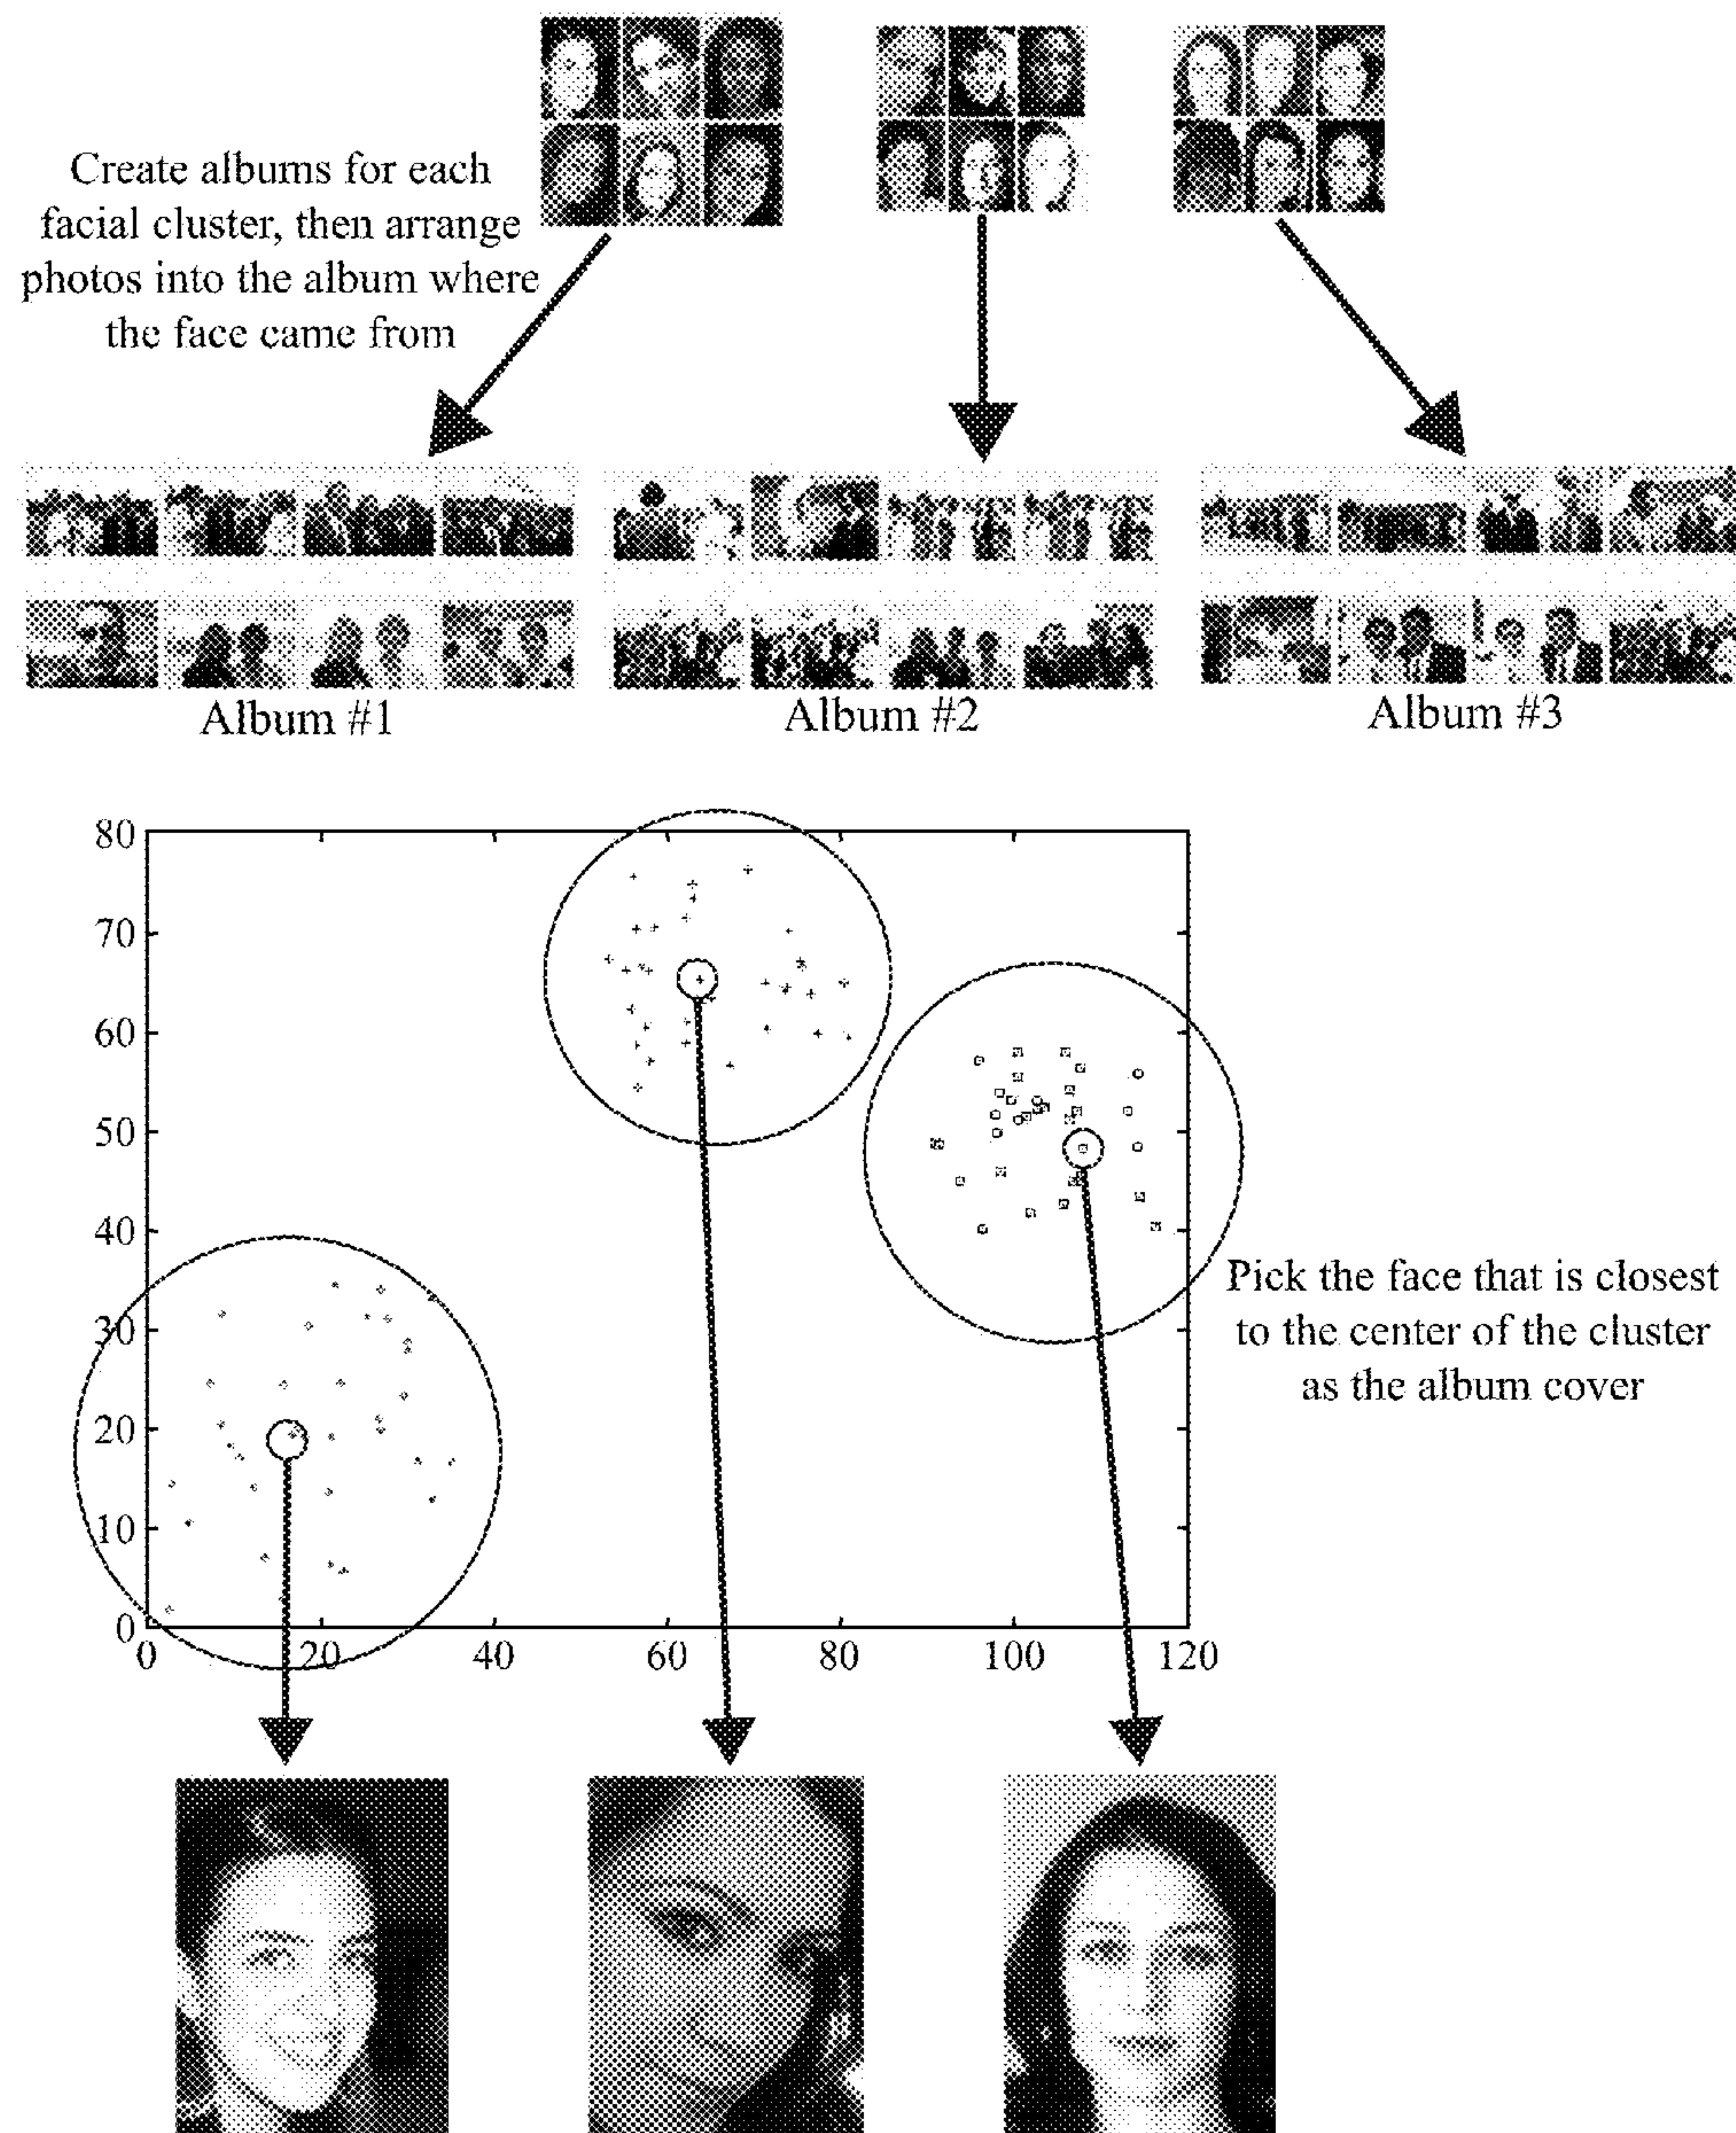 Create albums for each
facial cluster, then arrange
photos into the album where
the face came from
Album #1
Album #2
Album #3
80
70
60
50
40
30
20
10
0
0
20
40
60
80
100
120
Pick the face that is closest
to the center of the cluster
as the album cover